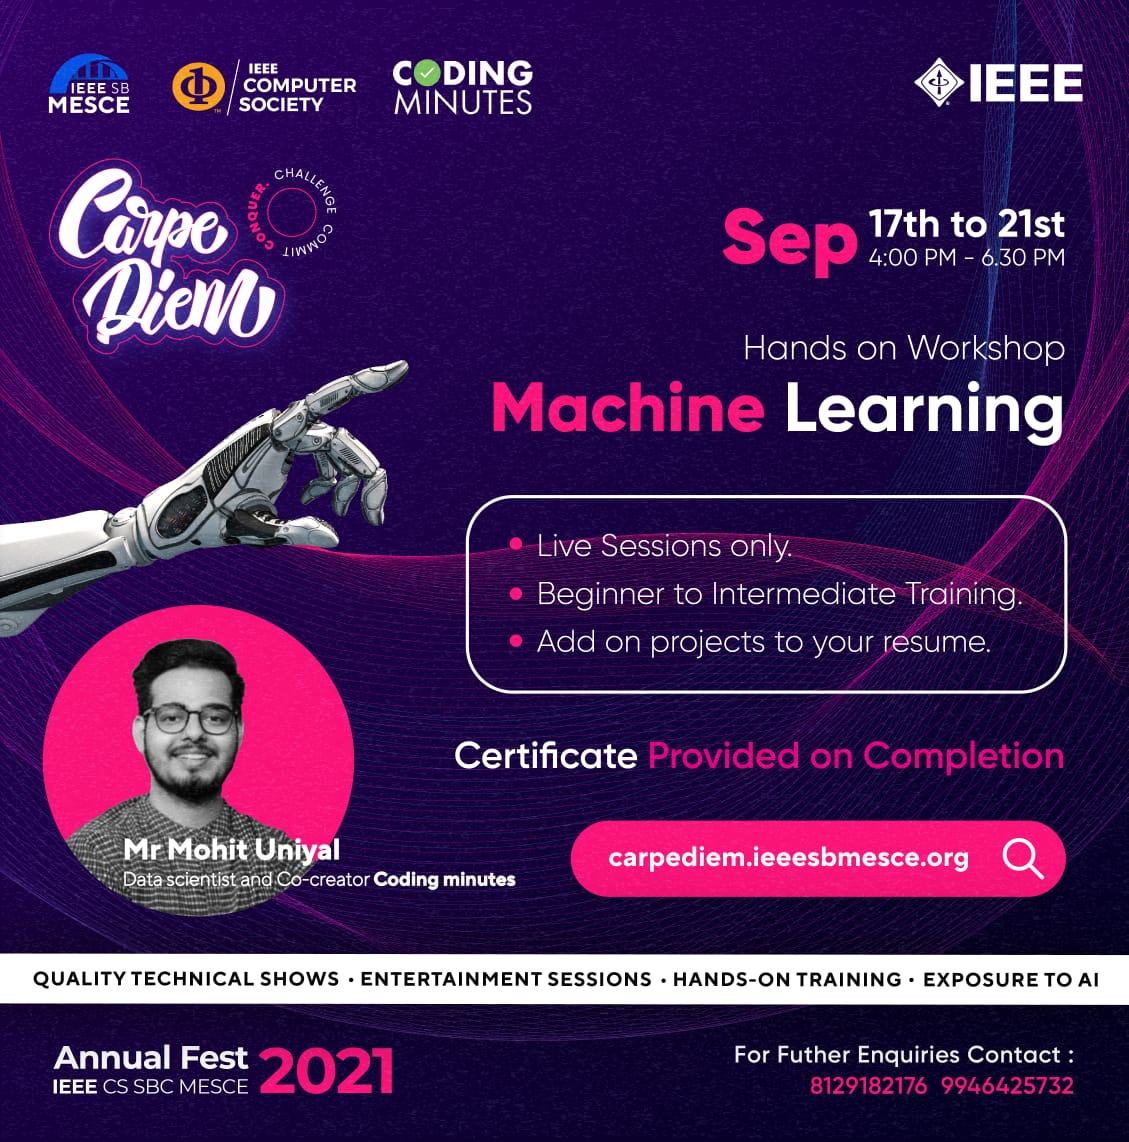 IEEE SB
MESCE
IEEE
COMPUTER
SOCIETY
TM
CODING
MINUTES
IEEE
Carpe
Diem
CHALLENGE COMMIT CONQUER.
Sep 17th to 21st
4:00 PM - 6.30 PM
Hands on Workshop
Machine Learning
• Live Sessions only.
• Beginner to Intermediate Training.
• Add on projects to your resume.
Certificate Provided on Completion
Mr Mohit Uniyal
Data scientist and Co-creator Coding minutes
carpediem.ieeesbmesce.org
QUALITY TECHNICAL SHOWS • ENTERTAINMENT SESSIONS • HANDS-ON TRAINING • EXPOSURE TO AI
Annual Fest 2021
IEEE CS SBC MESCE
For Futher Enquiries Contact :
8129182176 9946425732